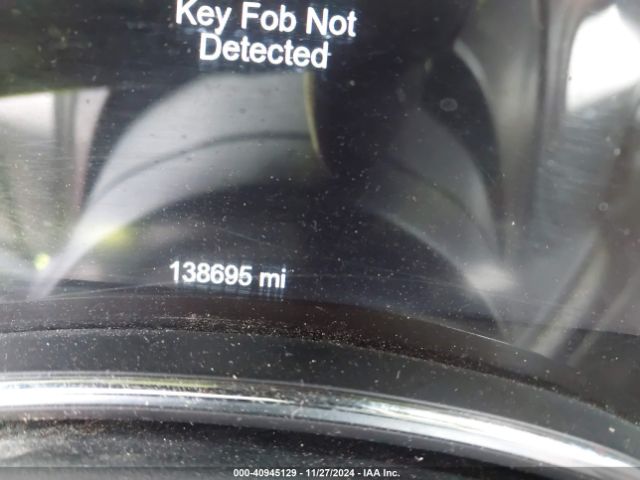 Key Fob Not
Detected
138695 mi
000-40945129 - 11/27/2024 - IAA Inc.